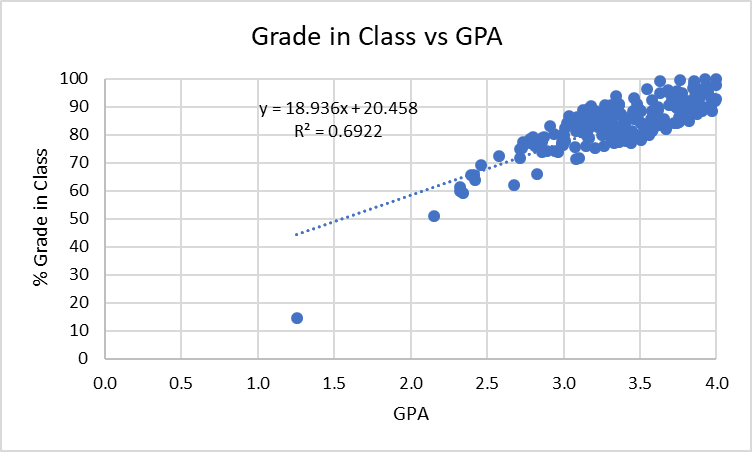 Grade in Class vs GPA
y = 18.936x + 20.458
R² = 0.6922
% Grade in Class
100
90
80
70
60
50
40
30
20
10
0
0.0 0.5 1.0 1.5 2.0 2.5 3.0 3.5 4.0
GPA